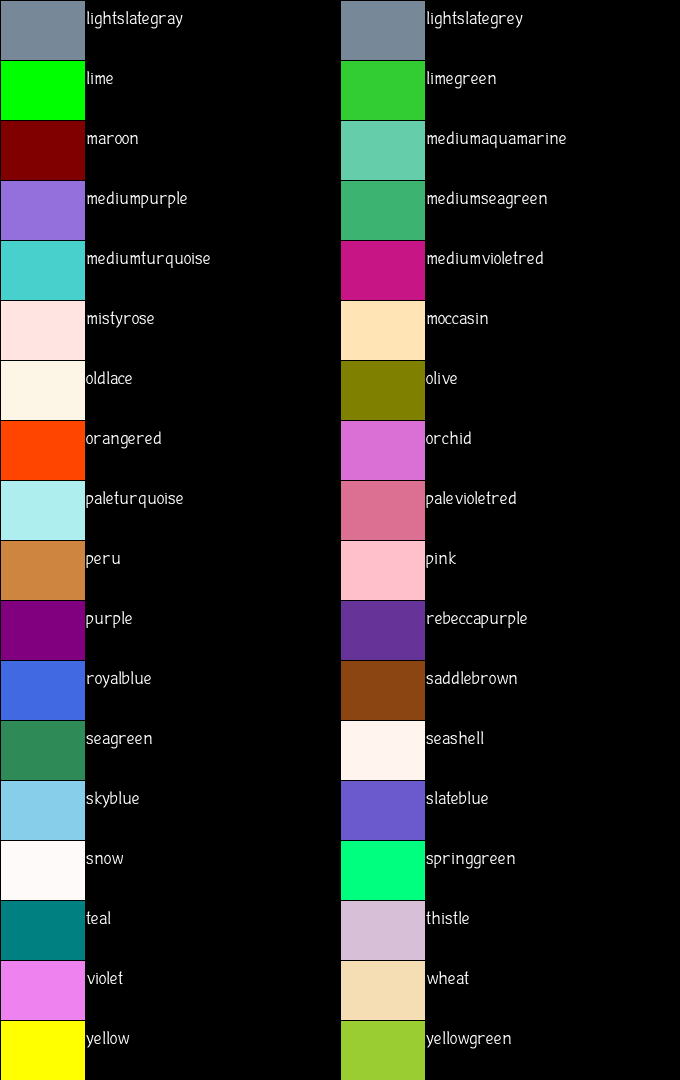 lightslategray
lightslategrey
lime
limegreen
maroon
mediumaquamarine
mediumpurple
mediumseagreen
mediumturquoise
mediumvioletred
mistyrose
moccasin
oldlace
olive
orangered
orchid
paleturquoise
palevioletred
peru
pink
purple
rebeccapurple
royalblue
saddlebrown
seagreen
seashell
skyblue
slateblue
snow
springgreen
teal
thistle
violet
wheat
yellow
yellowgreen